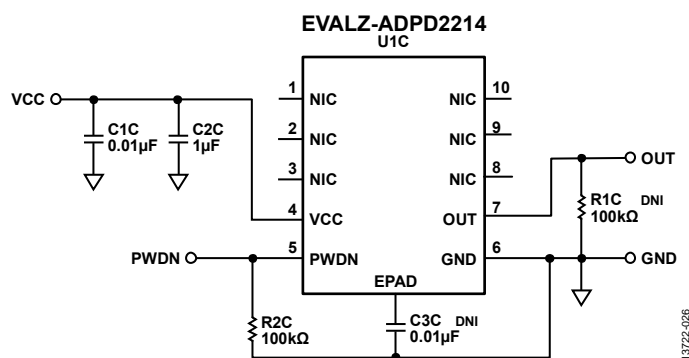 EVALZ-ADPD2214
U1C
VCC
C1C
0.01µF
C2C
1µF
1
NIC
2
NIC
3
NIC
4
VCC
5
PWDN
10
NIC
9
NIC
8
NIC
7
OUT
6
GND
EPAD
PWDN
R2C
100kΩ
C3C DNI
0.01µF
OUT
R1C DNI
100kΩ
GND
13722-026